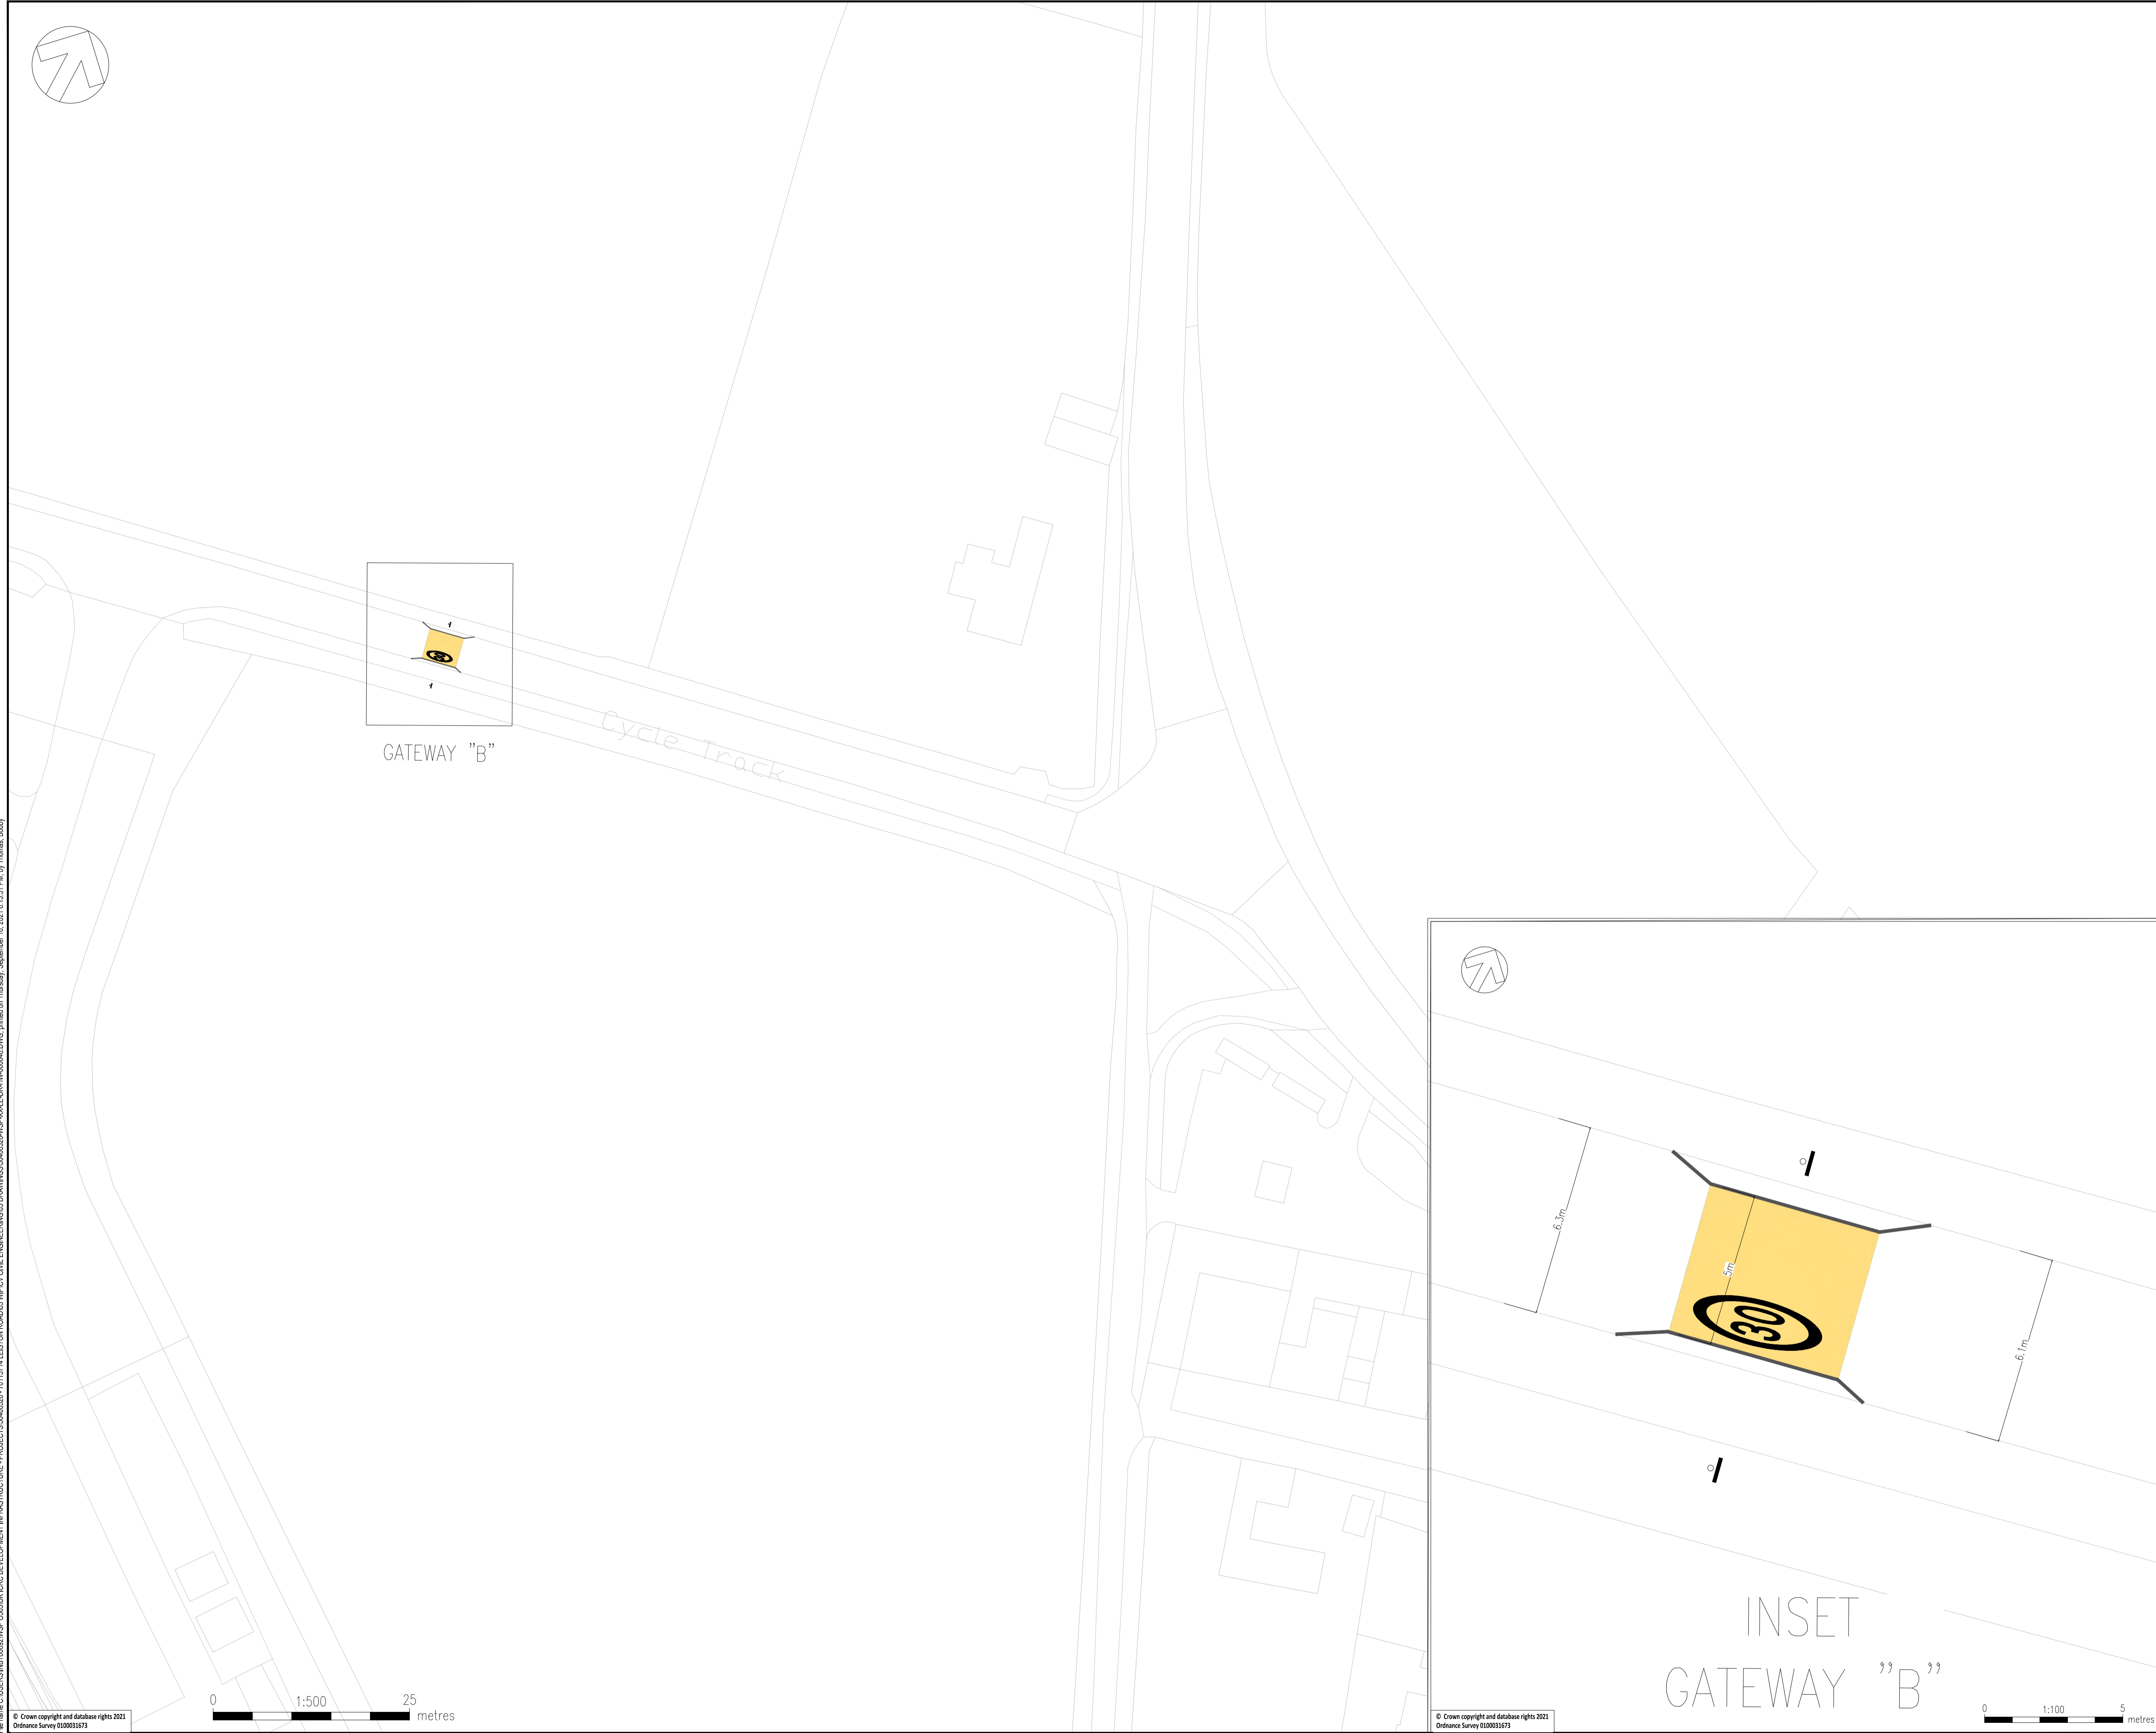 GATEWAY "B"
Cycle Track
30
0 1:500 25
metres
© Crown copyright and database rights 2021
Ordnance Survey 0100031673
6.3m
5m
30
6.1m
INSET
GATEWAY "B"
0 1:100 5
metres
© Crown copyright and database rights 2021
Ordnance Survey 0100031673